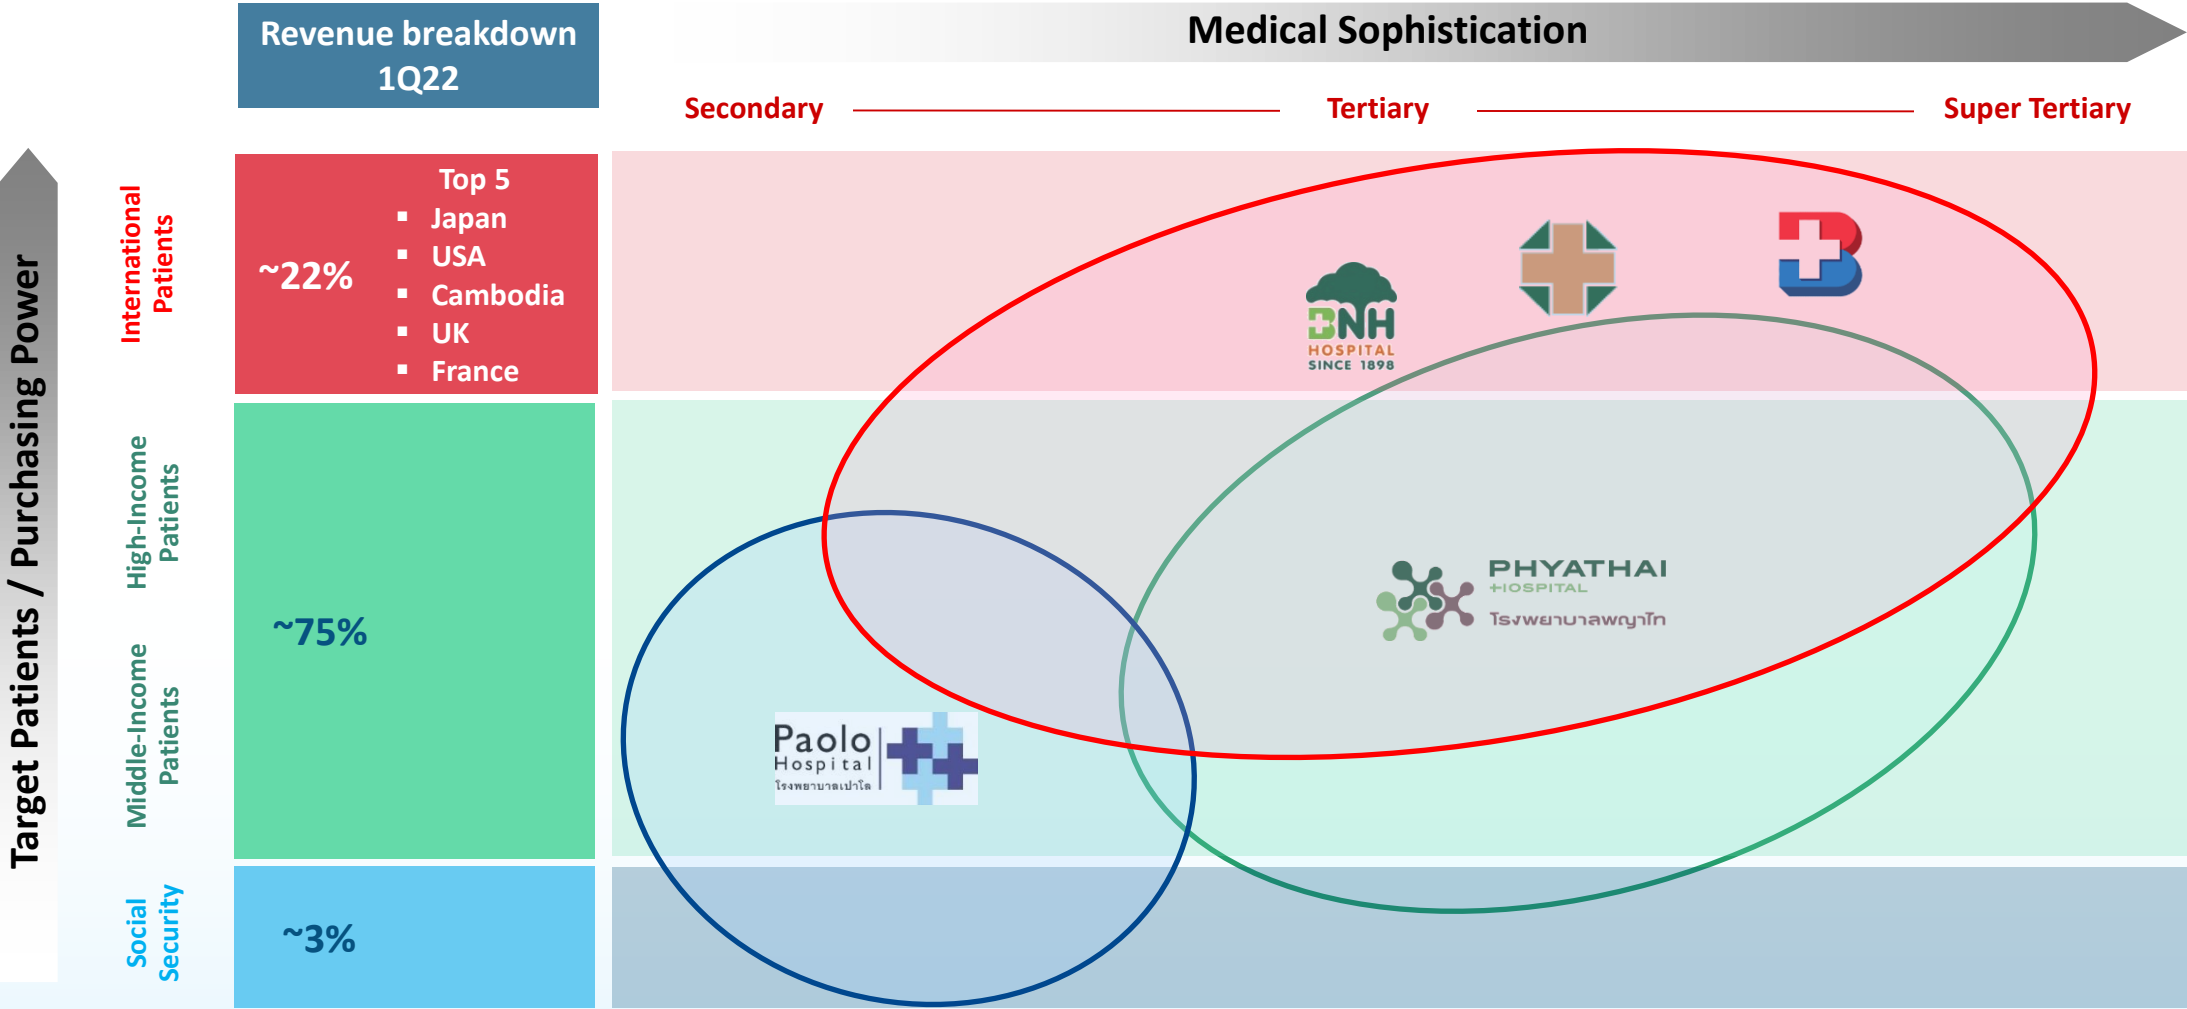 Revenue breakdown
1Q22
Medical Sophistication
Secondary
Tertiary
Super Tertiary
Target Patients / Purchasing Power
International
Patients
~22%
Top 5
▪ Japan
▪ USA
▪ Cambodia
▪ UK
▪ France
BNH
HOSPITAL
SINCE 1898
B
High-Income
Patients
Middle-Income
Patients
~75%
PHYATHAI
HOSPITAL
โรงพยาบาลพญาไท
Paolo
Hospital
โรงพยาบาลเปาโล
Social
Security
~3%